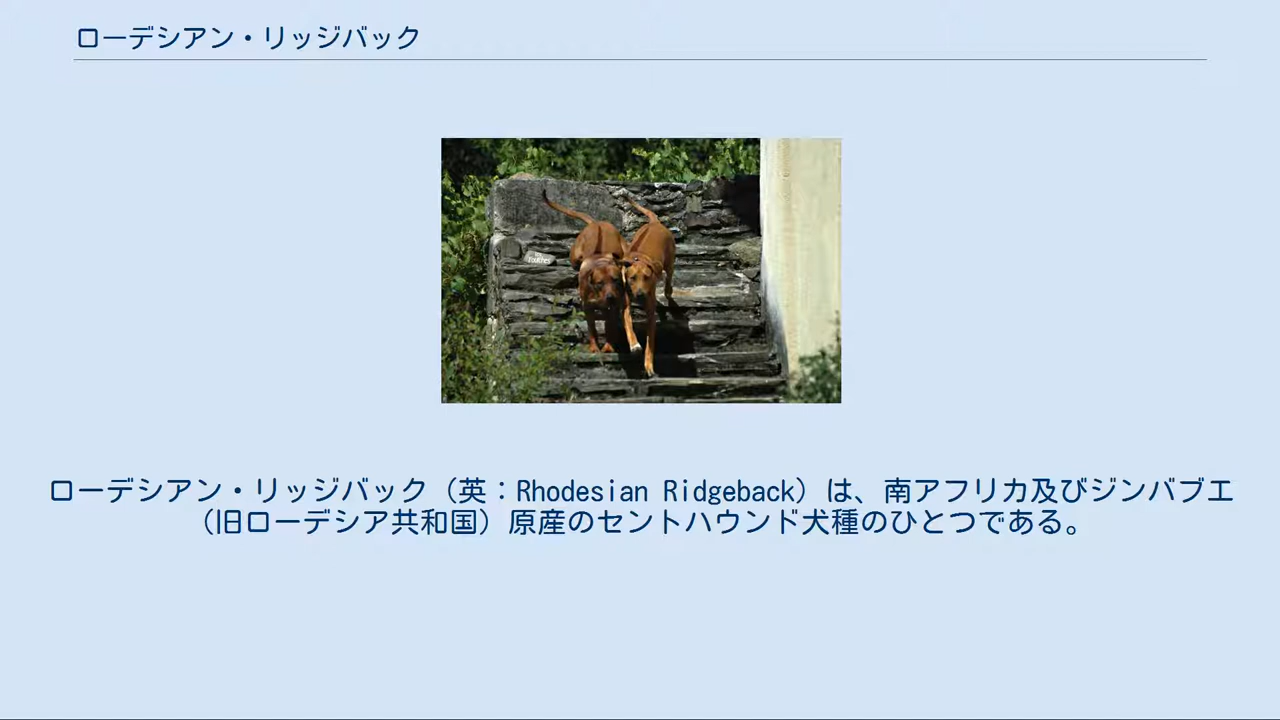 ローデシアン・リッジバック
ローデシアン・リッジバック（英：Rhodesian Ridgeback）は、南アフリカ及びジンバブエ
（旧ローデシア共和国）原産のセントハウンド犬種のひとつである。